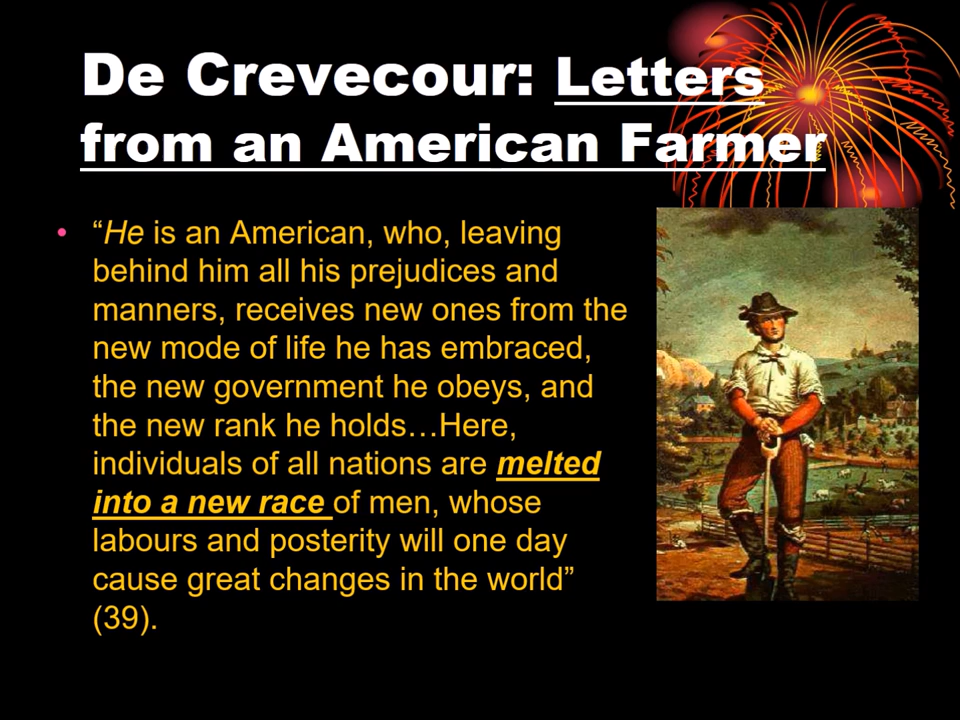 De Crevecour: Letters
from an American Farmer
• “He is an American, who, leaving
behind him all his prejudices and
manners, receives new ones from the
new mode of life he has embraced,
the new government he obeys, and
the new rank he holds…Here,
individuals of all nations are melted
into a new race of men, whose
labours and posterity will one day
cause great changes in the world”
(39).